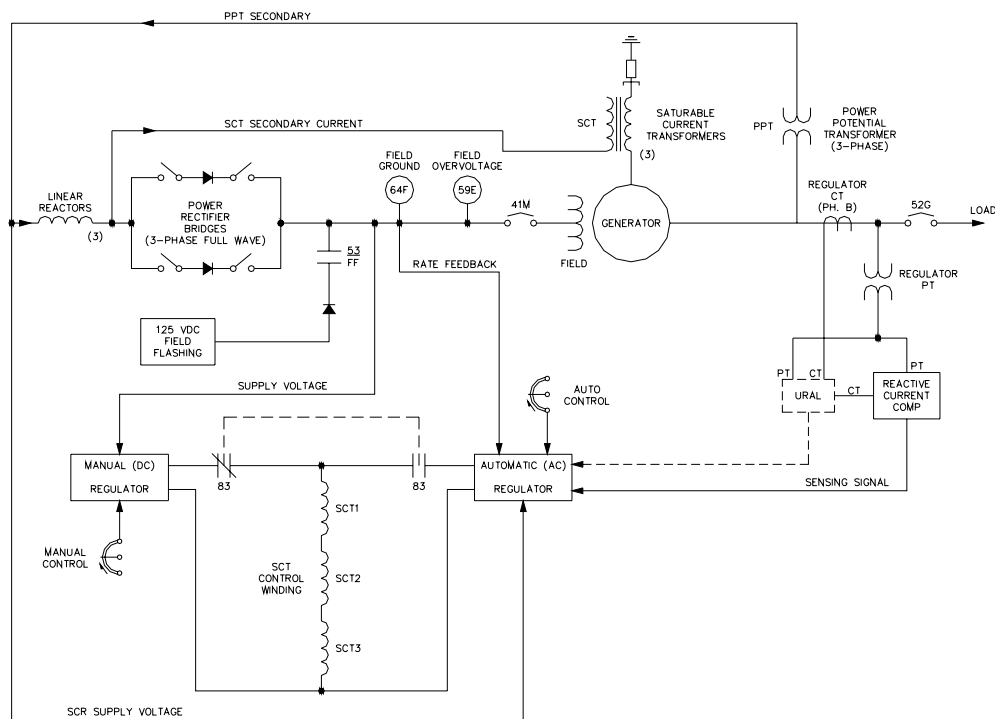 PPT SECONDARY
SCT
SATURABLE
CURRENT
TRANSFORMERS
(3)
PPT
POWER
POTENTIAL
TRANSFORMER
(3-PHASE)
SCT SECONDARY CURRENT
FIELD
GROUND
64F
FIELD
OVERVOLTAGE
59E
LINEAR
REACTORS
(3)
POWER
RECTIFIER
BRIDGES
(3-PHASE FULL WAVE)
41M
FIELD
GENERATOR
REGULATOR
CT
(PH. B)
52G
LOAD
53
FF
RATE FEEDBACK
REGULATOR
PT
125 VDC
FIELD
FLASHING
SUPPLY VOLTAGE
AUTO
CONTROL
PT
CT
PT
URAL
CT
REACTIVE
CURRENT
COMP
MANUAL (DC)
REGULATOR
83
83
AUTOMATIC (AC)
REGULATOR
SENSING SIGNAL
MANUAL
CONTROL
SCT
CONTROL
WINDING
SCT1
SCT2
SCT3
SCR SUPPLY VOLTAGE